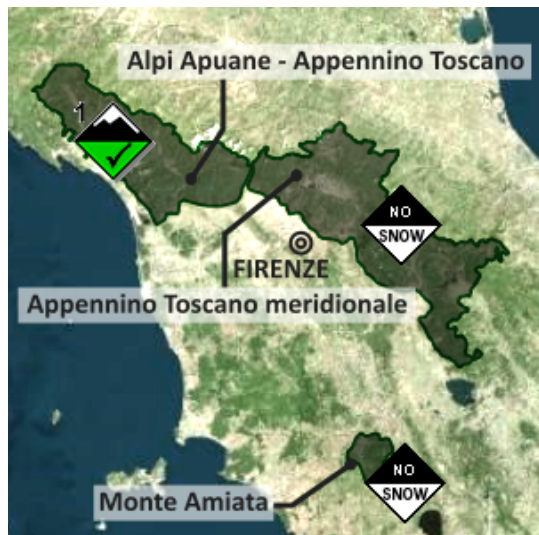 Alpi Apuane - Appennino Toscano
1
NO
SNOW
FIRENZE
Appennino Toscano meridionale
NO
SNOW
Monte Amiata